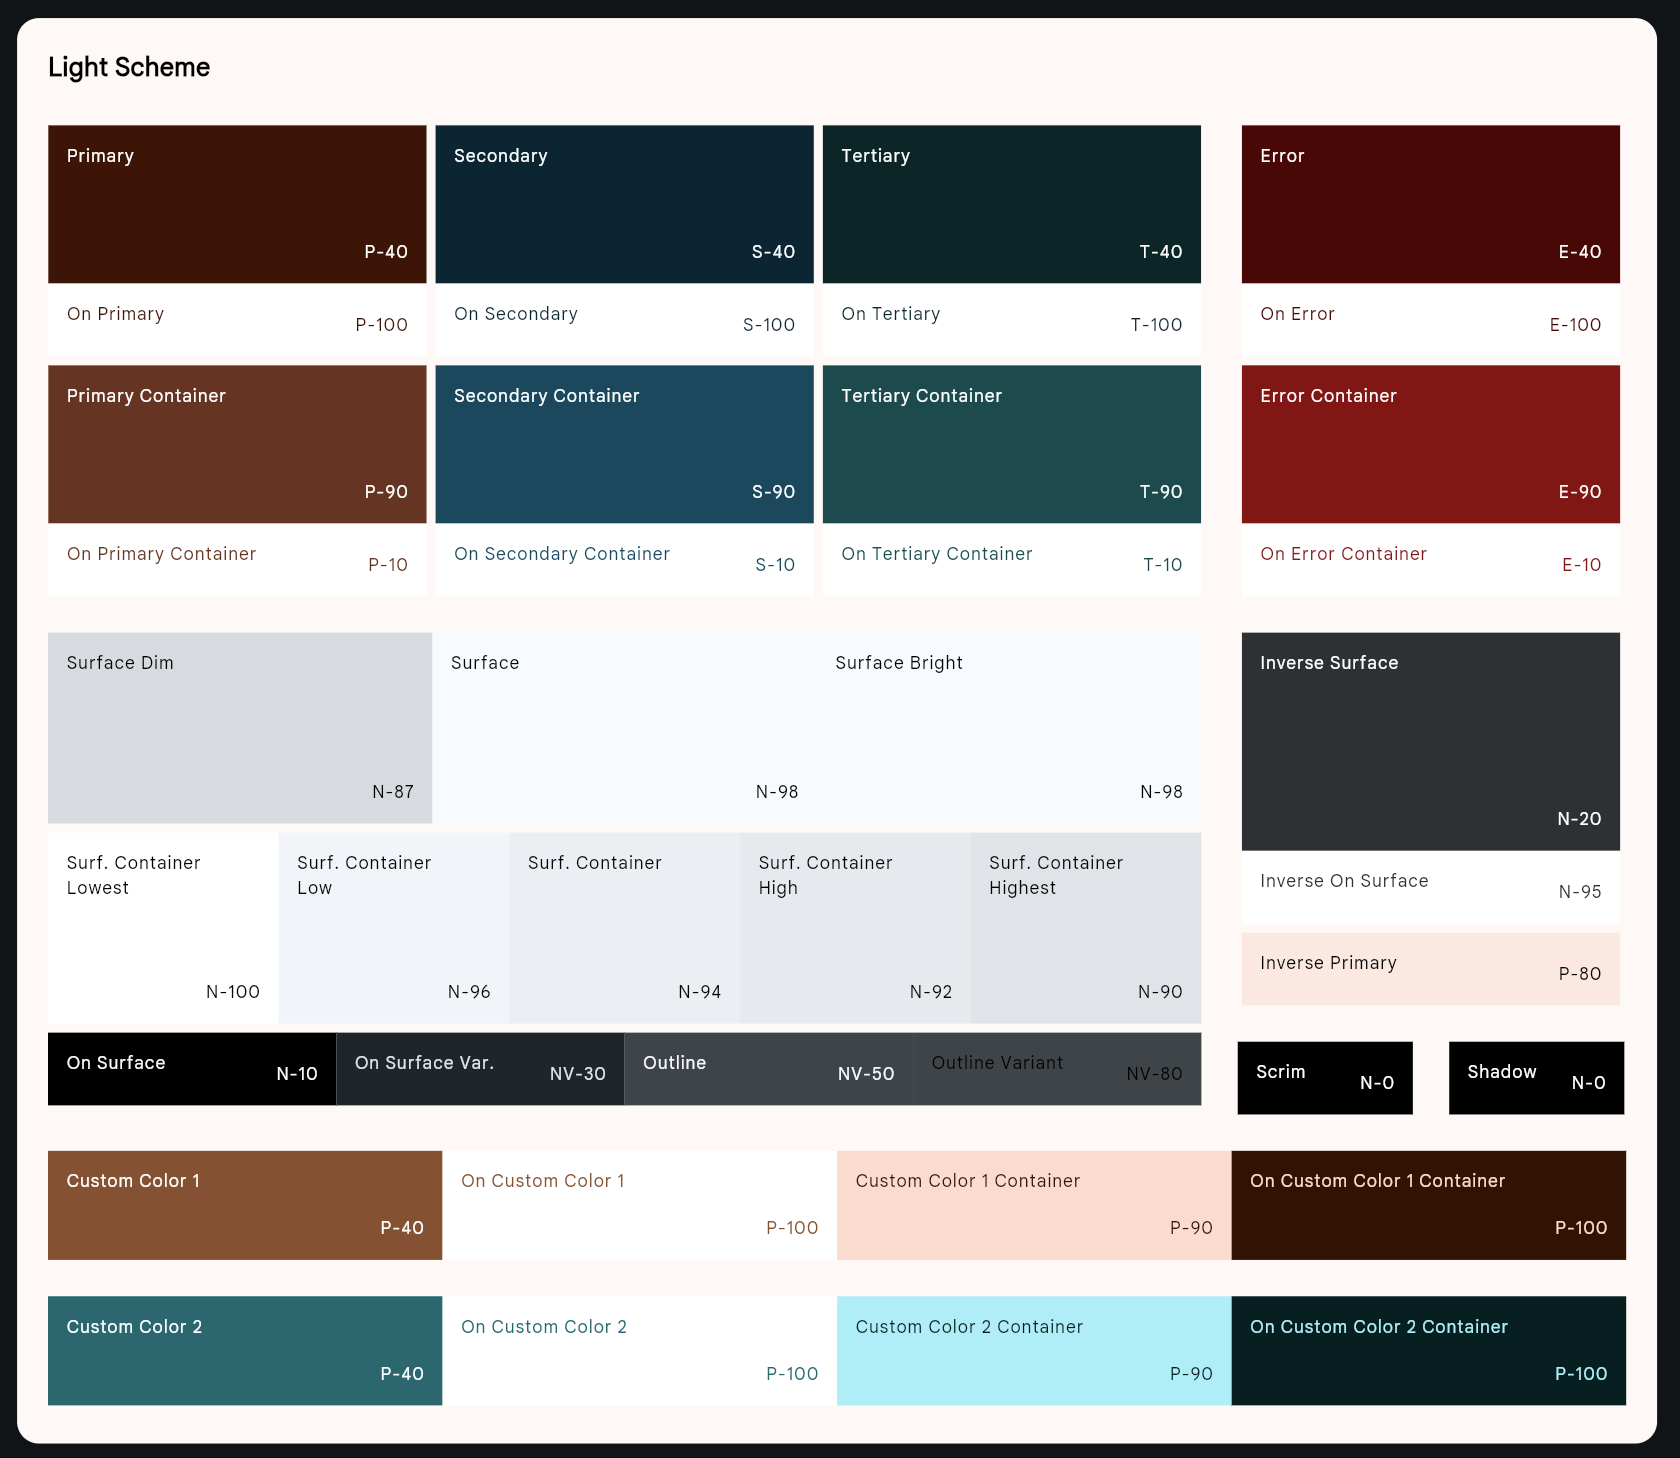 Light Scheme
Primary
P-40
Secondary
S-40
Tertiary
T-40
Error
E-40
On Primary
P-100
On Secondary
S-100
On Tertiary
T-100
On Error
E-100
Primary Container
P-90
Secondary Container
S-90
Tertiary Container
T-90
Error Container
E-90
On Primary Container
P-10
On Secondary Container
S-10
On Tertiary Container
T-10
On Error Container
E-10
Surface Dim
N-87
Surface
N-98
Surface Bright
N-98
Inverse Surface
N-20
Surf. Container
Lowest
N-100
Surf. Container
Low
N-96
Surf. Container
N-94
Surf. Container
High
N-92
Surf. Container
Highest
N-90
Inverse On Surface
N-95
Inverse Primary
P-80
On Surface
N-10
On Surface Var.
NV-30
Outline
NV-50
Outline Variant
NV-80
Scrim
N-0
Shadow
N-0
Custom Color 1
P-40
On Custom Color 1
P-100
Custom Color 1 Container
P-90
On Custom Color 1 Container
P-100
Custom Color 2
P-40
On Custom Color 2
P-100
Custom Color 2 Container
P-90
On Custom Color 2 Container
P-100